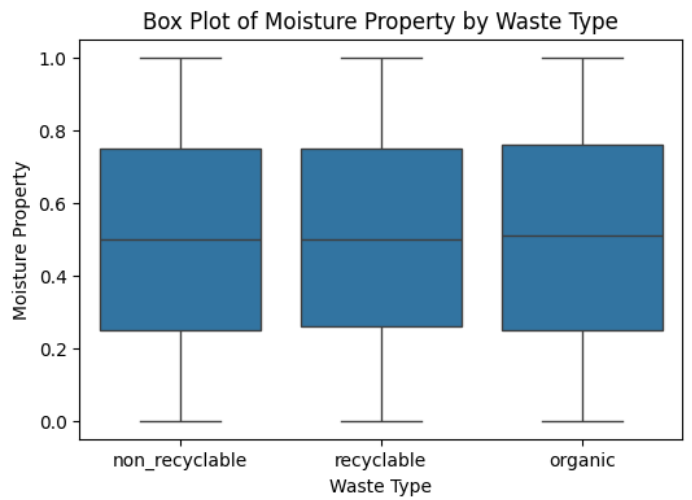 Box Plot of Moisture Property by Waste Type
Moisture Property
1.0
0.8
0.6
0.4
0.2
0.0
non_recyclable recyclable organic
Waste Type